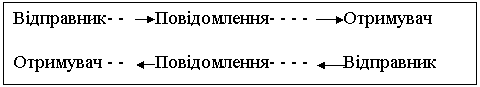 Відправник- - → Повідомлення- - - - → Отримувач
Отримувач - - ← Повідомлення- - - - ← Відправник